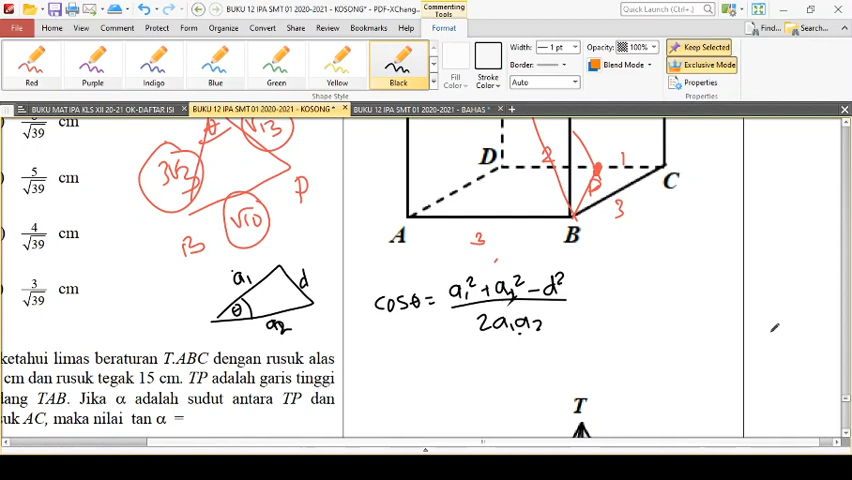 BUKU 12 IPA SMT 01 2020-2021 - KOSONG* - PDF-XChang
Commenting Tools
Quick Launch (Ctrl+.)
File Home View Comment Protect Form Organize Convert Share Review Bookmarks Help Format
Find...
Search...
Red
Purple
Indigo
Blue
Green
Yellow
Black
Fill Color
Stroke Color
Width: 1 pt
Border:
Auto
Opacity: 100%
Blend Mode
Keep Selected
Exclusive Mode
Properties
Shape Style
BUKU MAT IPA KLS XII 20-21 OK-DAFTAR ISI
BUKU 12 IPA SMT 01 2020-2021 - KOSONG *
BUKU 12 IPA SMT 01 2020-2021 - BAHAS *
√39 cm
5/√39 cm
4/√39 cm
3/√39 cm
θ
√13
3√2
P
√10
B
a₁
d
θ
a₂
D
2
1
P
C
3
A
B
3
cosθ = a₁² + a₂² - d²
2a₁a₂
ketahui limas beraturan T.ABC dengan rusuk alas
cm dan rusuk tegak 15 cm. TP adalah garis tinggi
lang TAB. Jika α adalah sudut antara TP dan
suk AC, maka nilai tan α =
T